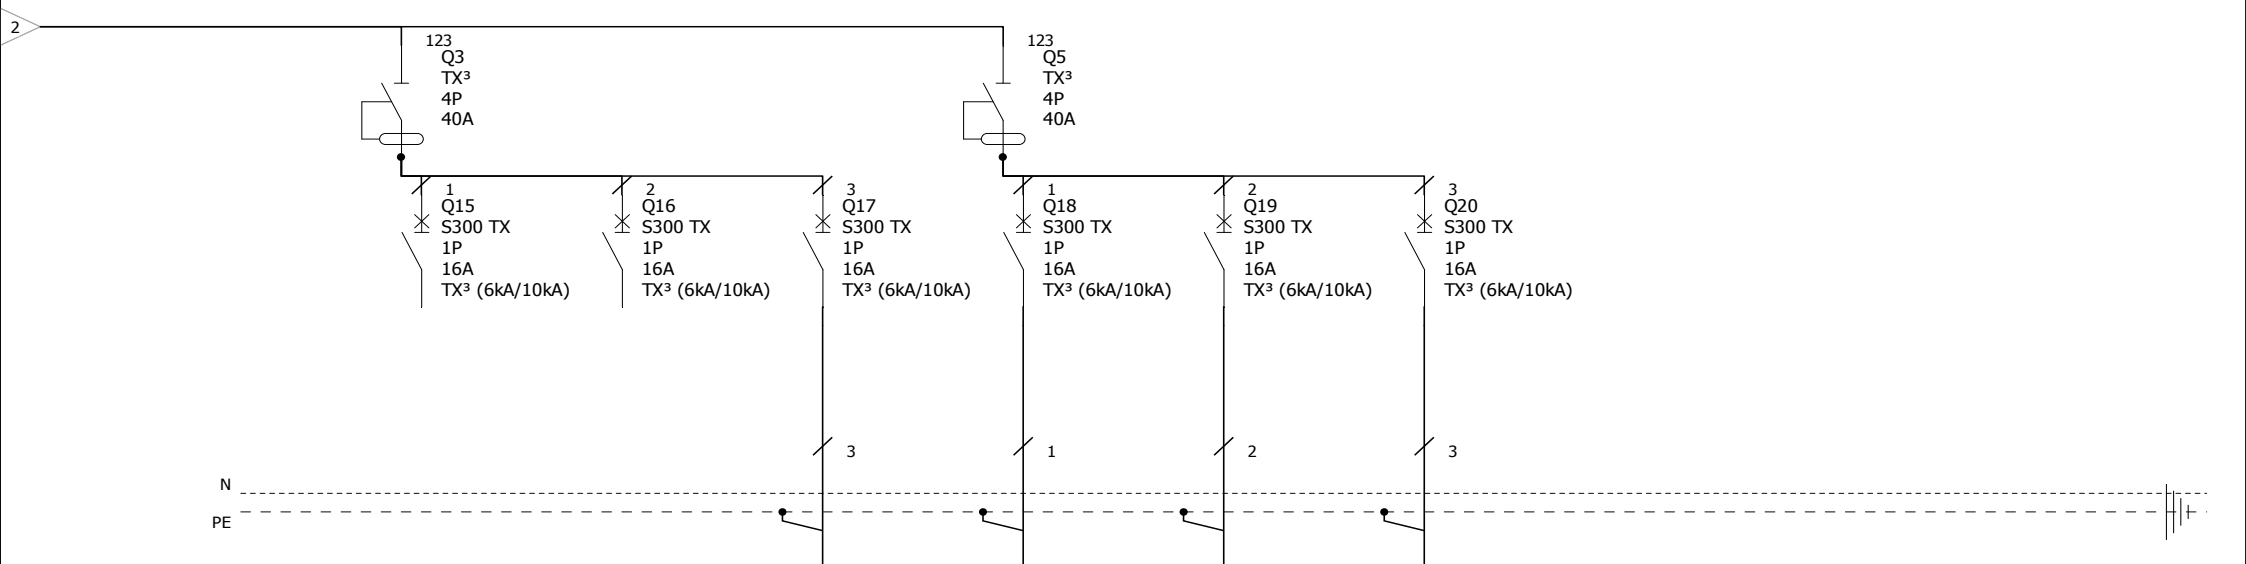 2
123
Q3
TX³
4P
40A
123
Q5
TX³
4P
40A
1
Q15
S300 TX
1P
16A
TX³ (6kA/10kA)
2
Q16
S300 TX
1P
16A
TX³ (6kA/10kA)
3
Q17
S300 TX
1P
16A
TX³ (6kA/10kA)
1
Q18
S300 TX
1P
16A
TX³ (6kA/10kA)
2
Q19
S300 TX
1P
16A
TX³ (6kA/10kA)
3
Q20
S300 TX
1P
16A
TX³ (6kA/10kA)
3
1
2
3
N
PE